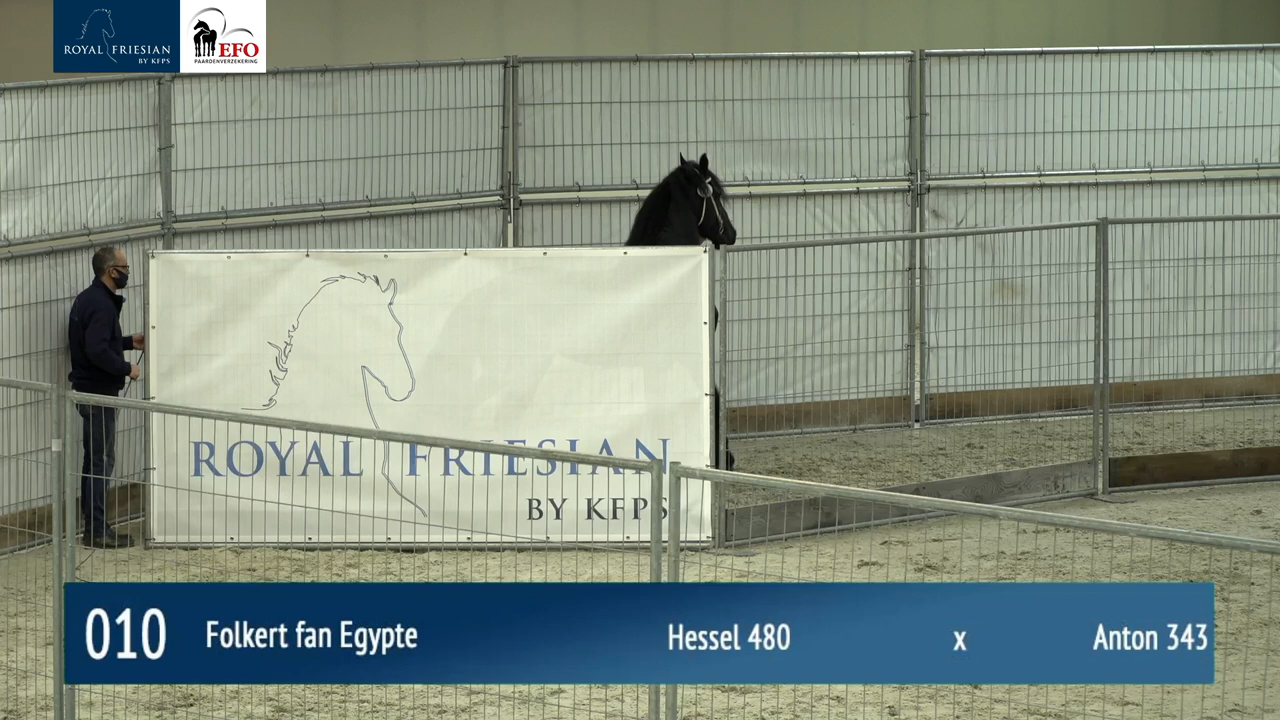 ROYAL FRIESIAN
BY KFPS
EFO
PAARDENVERZEKERING
ROYAL FRIESIAN
BY KFPS
010 Folkert fan Egypte Hessel 480 x Anton 343